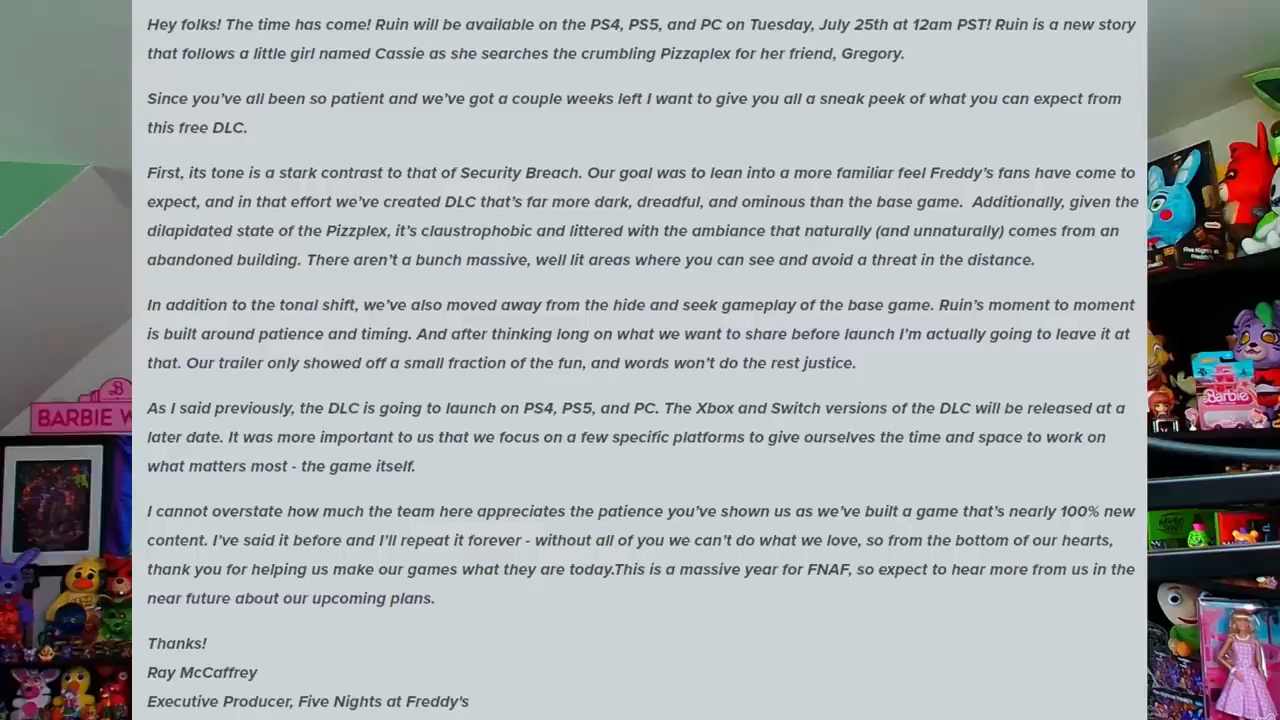 Hey folks! The time has come! Ruin will be available on the PS4, PS5, and PC on Tuesday, July 25th at 12am PST! Ruin is a new story
that follows a little girl named Cassie as she searches the crumbling Pizzaplex for her friend, Gregory.
Since you’ve all been so patient and we’ve got a couple weeks left I want to give you all a sneak peek of what you can expect from
this free DLC.
First, its tone is a stark contrast to that of Security Breach. Our goal was to lean into a more familiar feel Freddy’s fans have come to
expect, and in that effort we’ve created DLC that’s far more dark, dreadful, and ominous than the base game.  Additionally, given the
dilapidated state of the Pizzplex, it’s claustrophobic and littered with the ambiance that naturally (and unnaturally) comes from an
abandoned building. There aren’t a bunch massive, well lit areas where you can see and avoid a threat in the distance.
In addition to the tonal shift, we’ve also moved away from the hide and seek gameplay of the base game. Ruin’s moment to moment
is built around patience and timing. And after thinking long on what we want to share before launch I’m actually going to leave it at
that. Our trailer only showed off a small fraction of the fun, and words won’t do the rest justice.
As I said previously, the DLC is going to launch on PS4, PS5, and PC. The Xbox and Switch versions of the DLC will be released at a
later date. It was more important to us that we focus on a few specific platforms to give ourselves the time and space to work on
what matters most - the game itself.
I cannot overstate how much the team here appreciates the patience you’ve shown us as we’ve built a game that’s nearly 100% new
content. I’ve said it before and I’ll repeat it forever - without all of you we can’t do what we love, so from the bottom of our hearts,
thank you for helping us make our games what they are today.This is a massive year for FNAF, so expect to hear more from us in the
near future about our upcoming plans.
Thanks!
Ray McCaffrey
Executive Producer, Five Nights at Freddy's
B
BARBIE W
Five Nights
Freddy's
Barbie